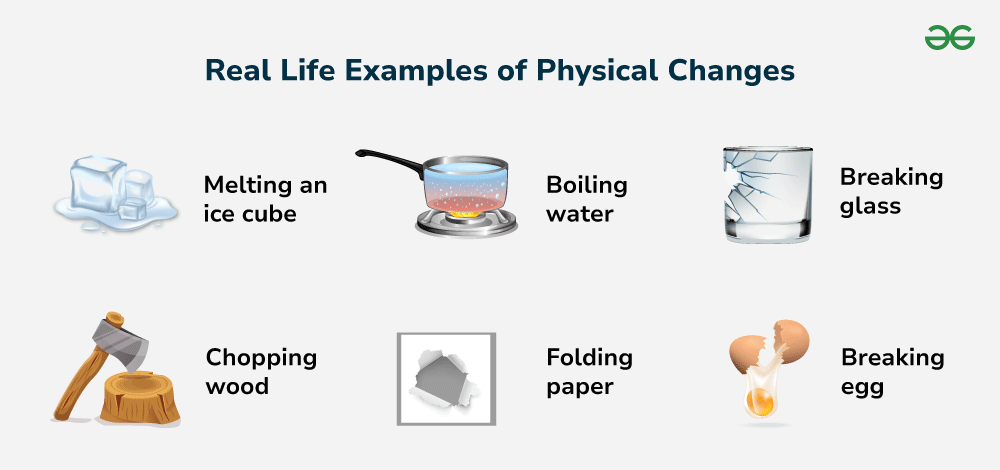 Real Life Examples of Physical Changes
Melting an
ice cube
Boiling
water
Breaking
glass
Chopping
wood
Folding
paper
Breaking
egg